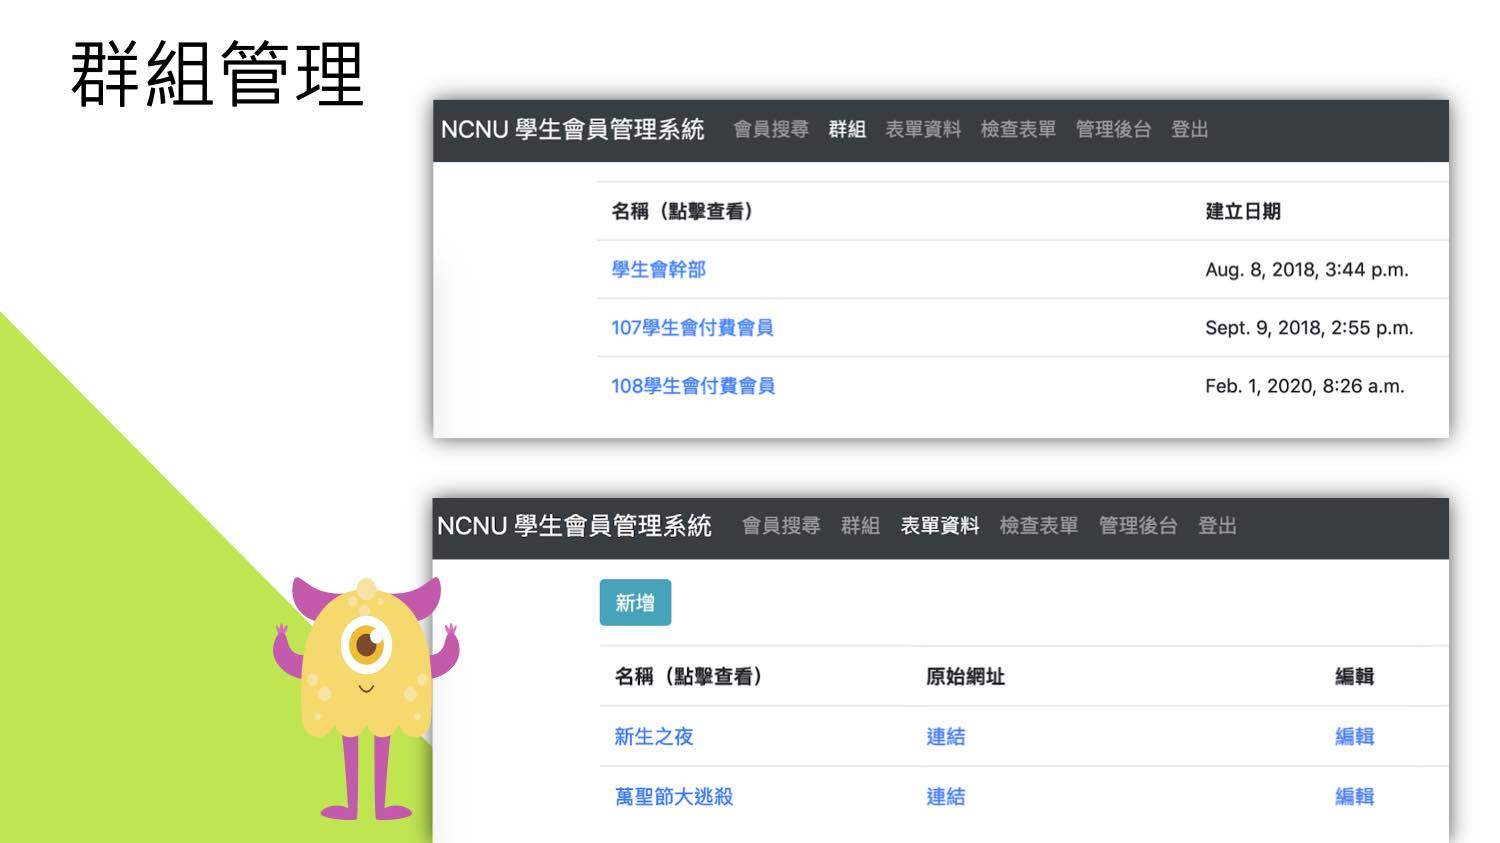 群組管理
NCNU 學生會員管理系統 會員搜尋 群組 表單資料 檢查表單 管理後台 登出
名稱（點擊查看） 建立日期
學生會幹部 Aug. 8, 2018, 3:44 p.m.
107學生會付費會員 Sept. 9, 2018, 2:55 p.m.
108學生會付費會員 Feb. 1, 2020, 8:26 a.m.
NCNU 學生會員管理系統 會員搜尋 群組 表單資料 檢查表單 管理後台 登出
新增
名稱（點擊查看） 原始網址 編輯
新生之夜 連結 編輯
萬聖節大逃殺 連結 編輯